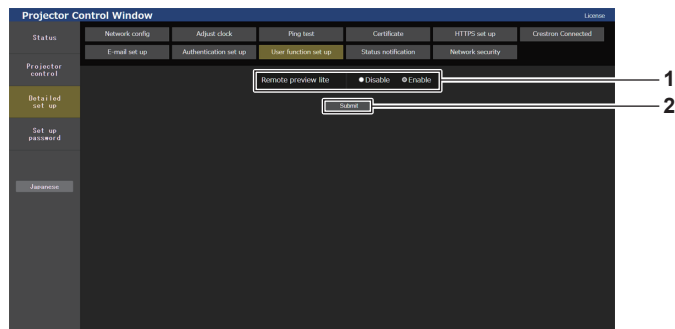 Projector Control Window
License
Status
Network config
Adjust clock
Ping test
Certificate
HTTPS set up
Crestron Connected
E-mail set up
Authentication set up
User function set up
Status notification
Network security
Projector
control
Detailed
set up
Set up
password
Japanese
Remote preview lite
Disable
Enable
1
Submit
2